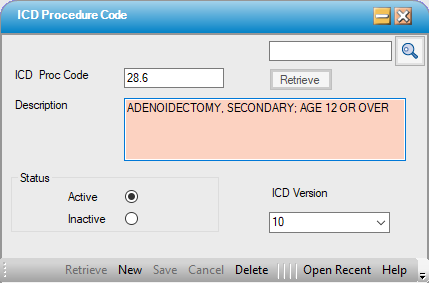 ICD Procedure Code
ICD Proc Code
28.6
Retrieve
Description
ADENOIDECTOMY, SECONDARY; AGE 12 OR OVER
Status
Active
Inactive
ICD Version
10
Retrieve New Save Cancel Delete Open Recent Help